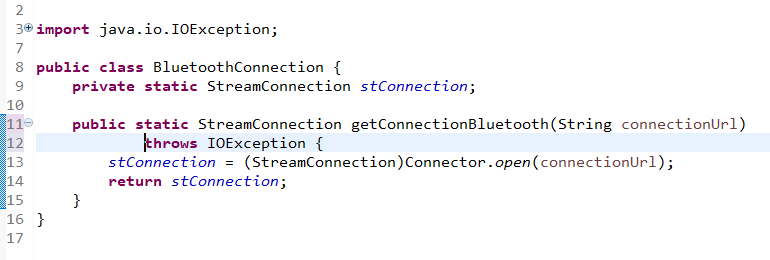 2
3 import java.io.IOException;
7
8 public class BluetoothConnection {
9     private static StreamConnection stConnection;
10
11     public static StreamConnection getConnectionBluetooth(String connectionUrl)
12             throws IOException {
13         stConnection = (StreamConnection)Connector.open(connectionUrl);
14         return stConnection;
15     }
16 }
17